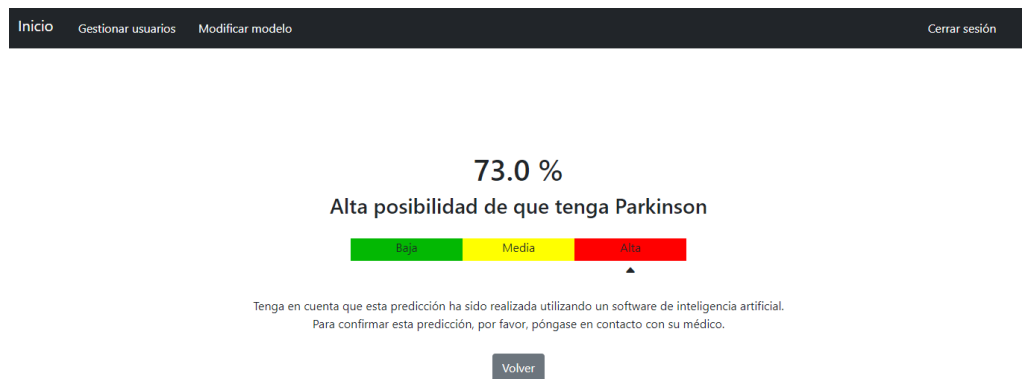 Inicio Gestionar usuarios Modificar modelo Cerrar sesión
73.0 %
Alta posibilidad de que tenga Parkinson
Baja Media Alta
Tenga en cuenta que esta predicción ha sido realizada utilizando un software de inteligencia artificial.
Para confirmar esta predicción, por favor, póngase en contacto con su médico.
Volver